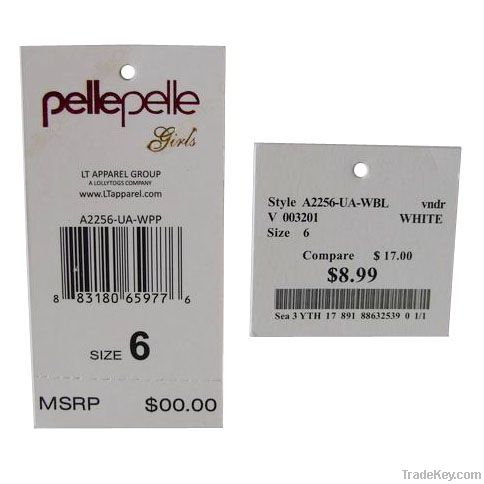 pellepelle
Girls
LT APPAREL GROUP
A LOLLYTOGS COMPANY
www.LTapparel.com
A2256-UA-WPP
8 83180 65977 6
SIZE 6
MSRP $00.00
Style A2256-UA-WBL vndr
V 003201 WHITE
Size 6
Compare $ 17.00
$8.99
Sea 3 YTH 17 891 88632539 0 1/1
TradeKey.com